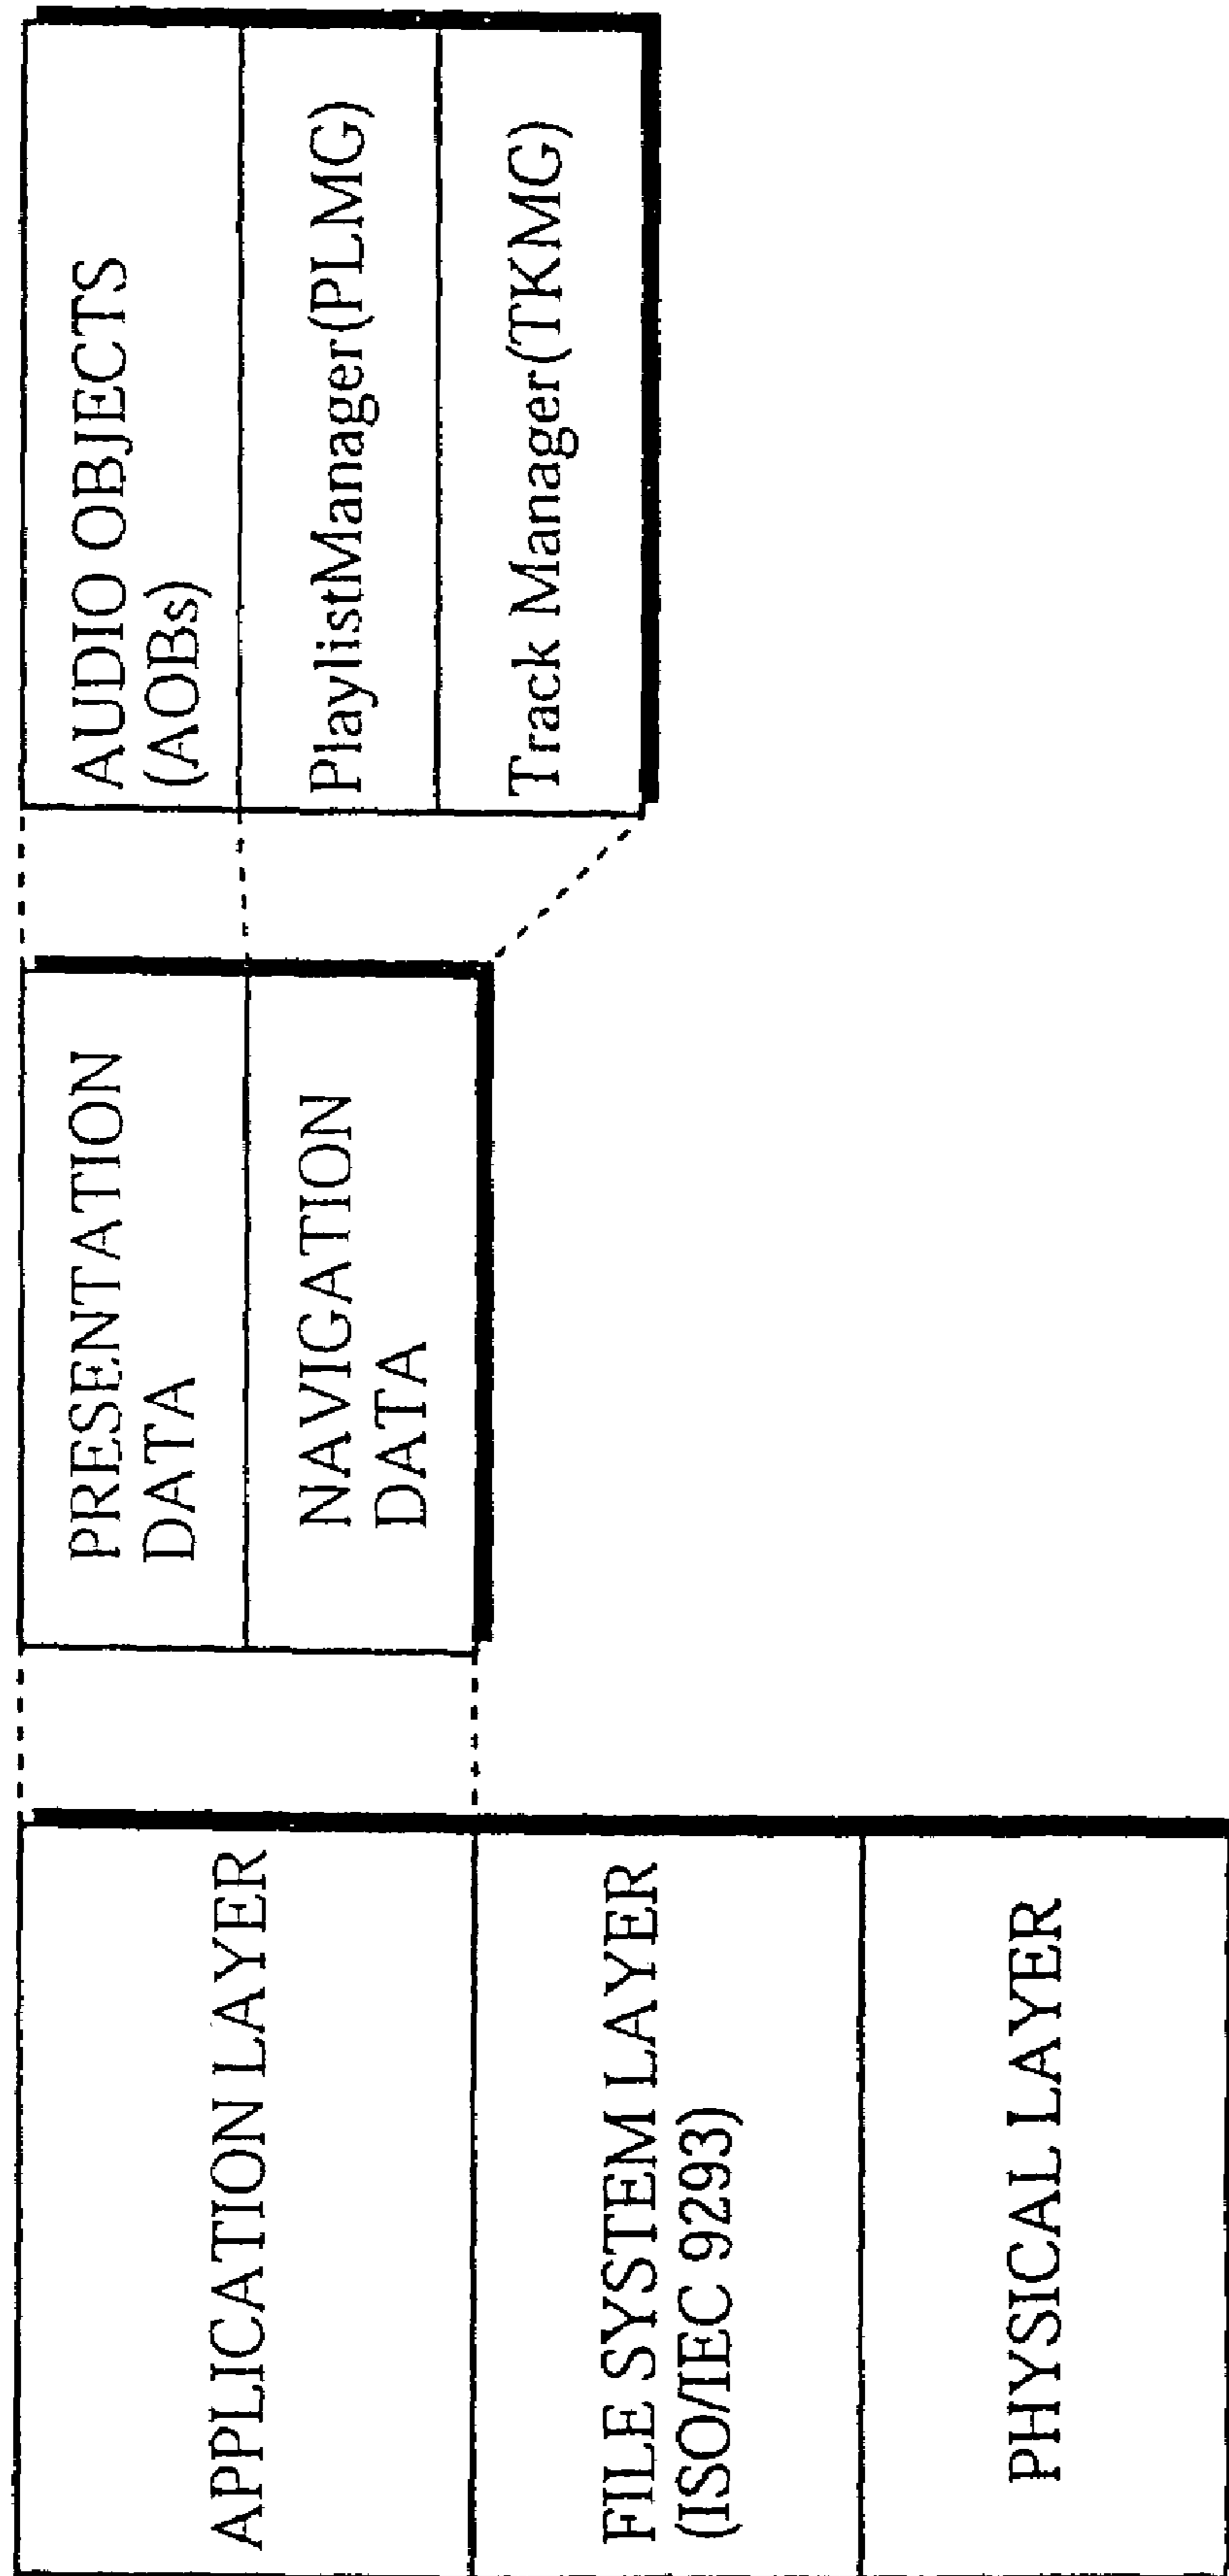 APPLICATION LAYER
FILE SYSTEM LAYER
(ISO/IEC 9293)
PHYSICAL LAYER
PRESENTATION
DATA
NAVIGATION
DATA
AUDIO OBJECTS
(AOBs)
PlaylistManager(PLMG)
Track Manager(TKMG)